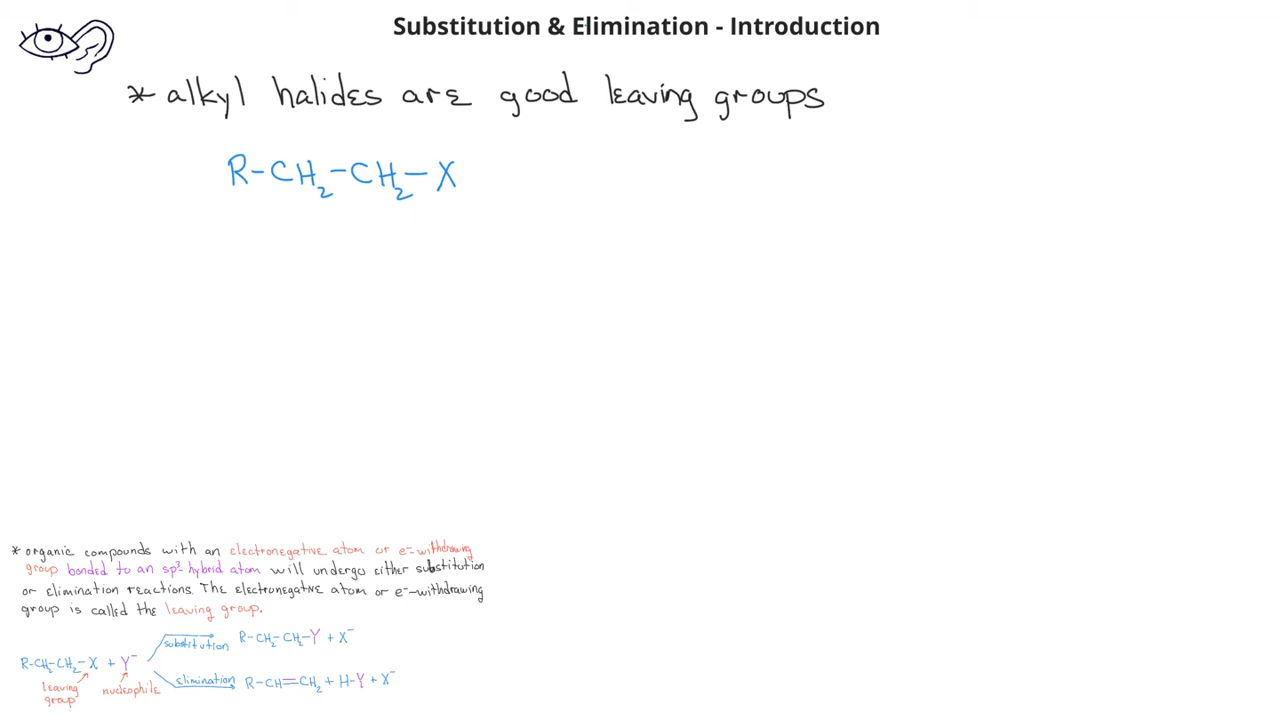 Substitution & Elimination - Introduction
* alkyl halides are good leaving groups
R-CH₂-CH₂-X
* organic compounds with an electronegative atom or e⁻-withdrawing
group bonded to an sp³ hybrid atom will undergo either substitution
or elimination reactions. The electronegative atom or e⁻-withdrawing
group is called the leaving group.
substitution R-CH₂-CH₂-Y + X⁻
R-CH₂-CH₂-X + Y⁻
elimination R-CH=CH₂ + H-Y + X⁻
leaving group
nucleophile